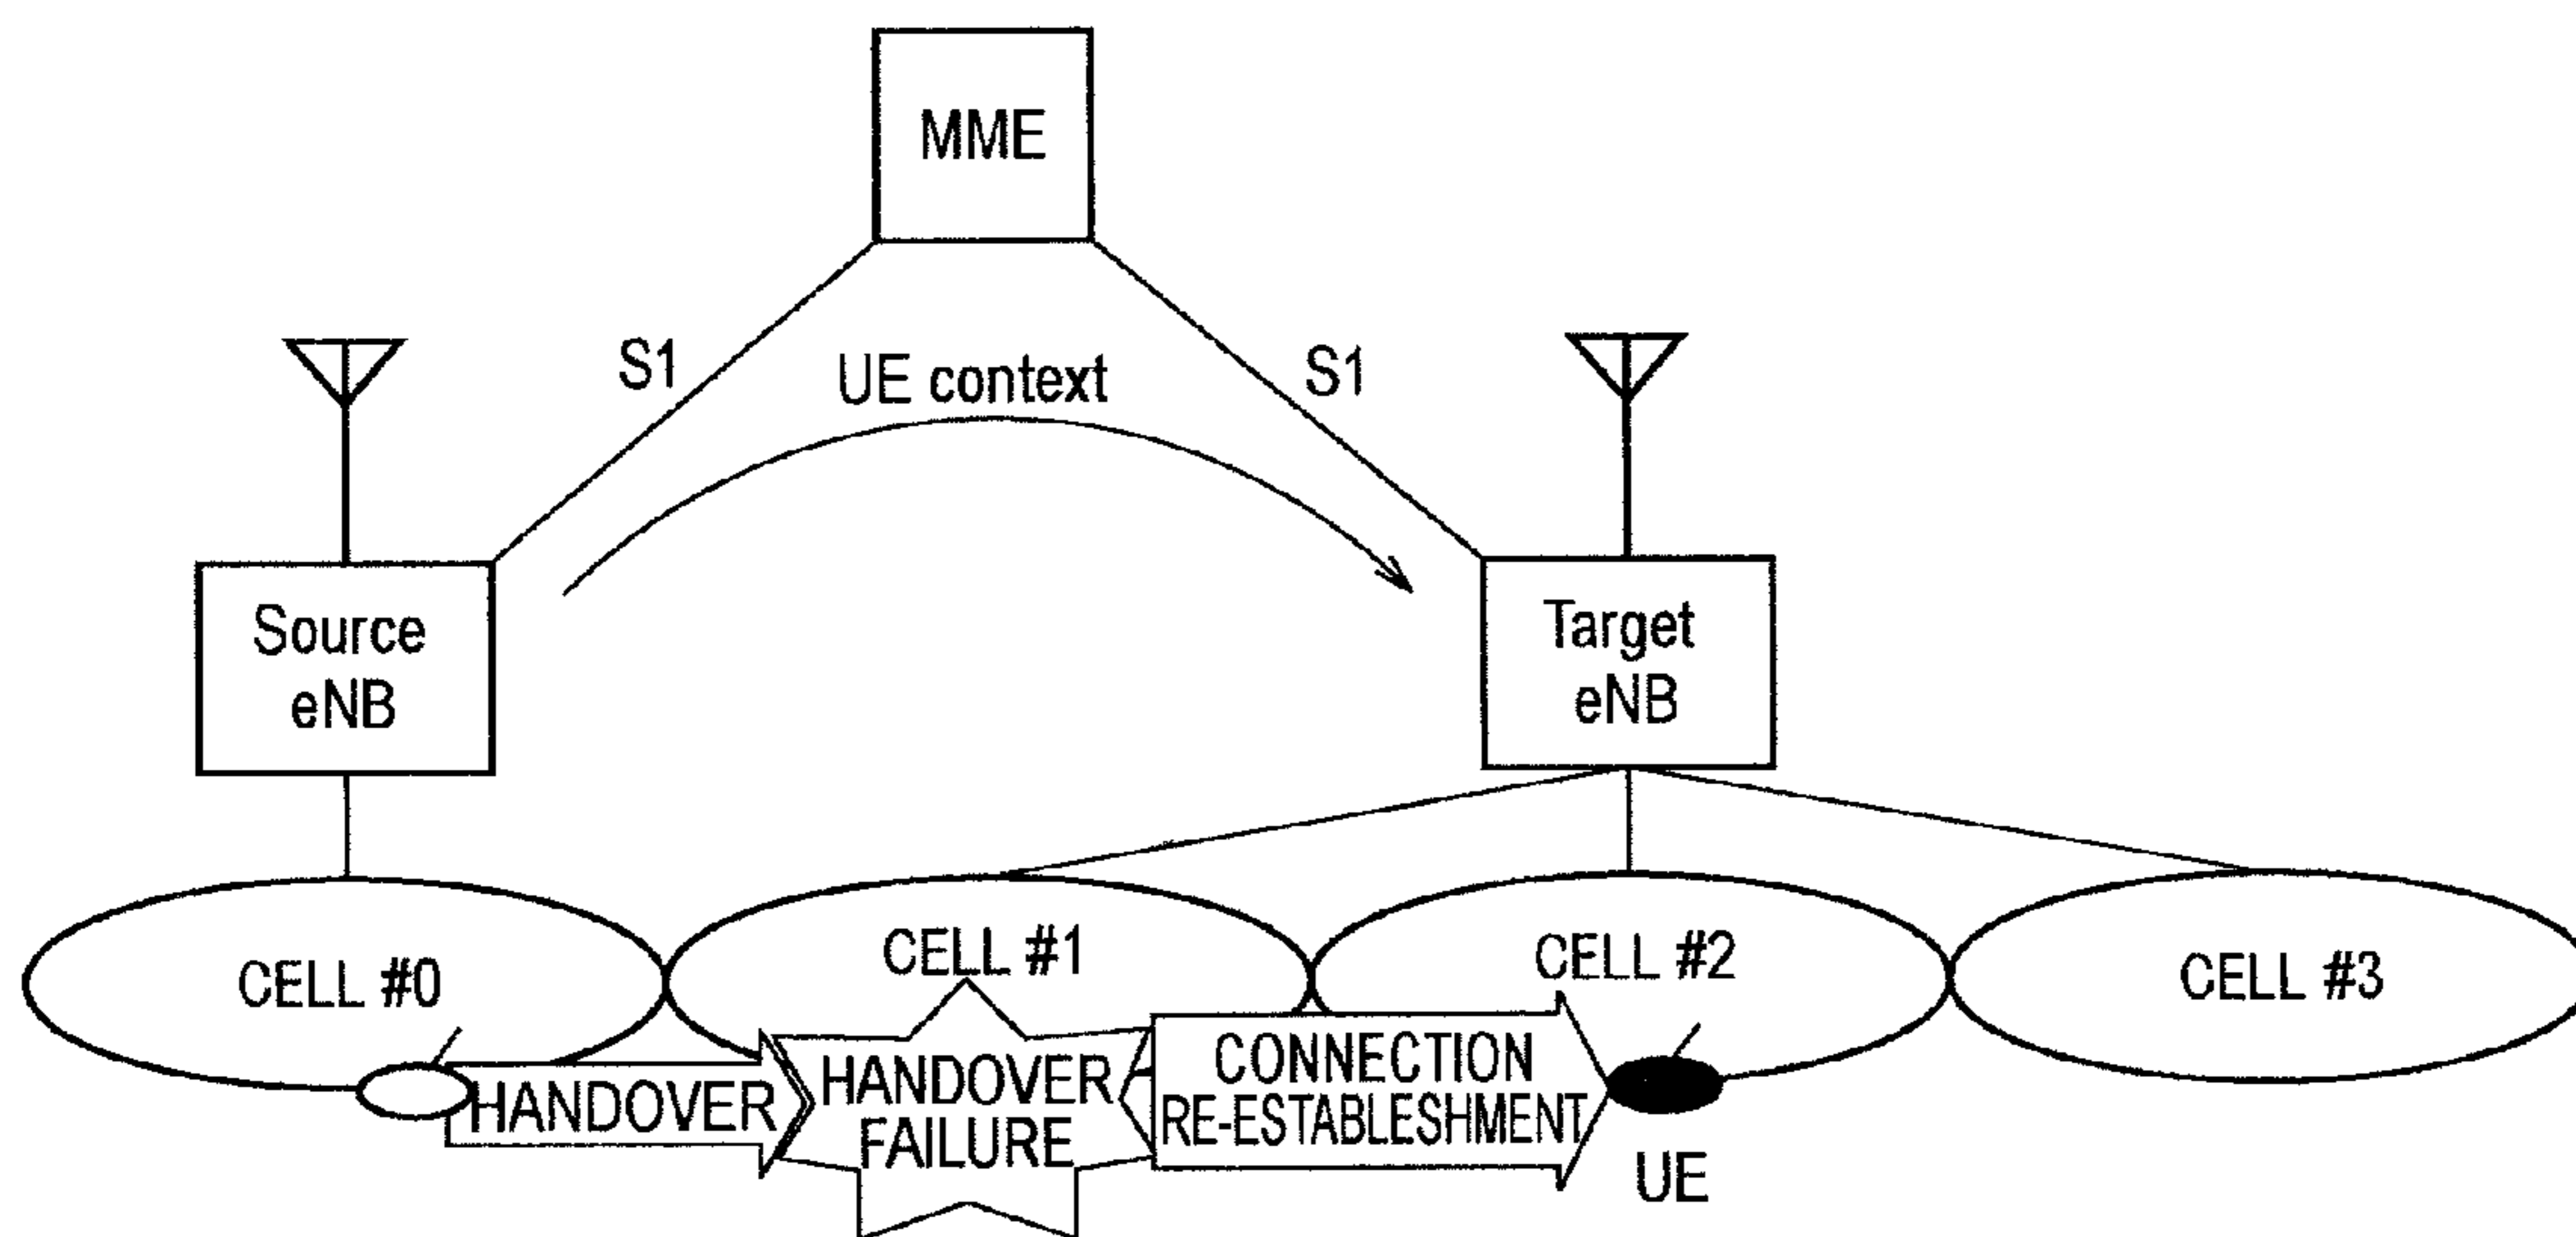 MME
S1
UE context
S1
Source
eNB
Target
eNB
CELL #0
CELL #1
CELL #2
CELL #3
HANDOVER
HANDOVER
FAILURE
CONNECTION
RE-ESTABLESHMENT
UE